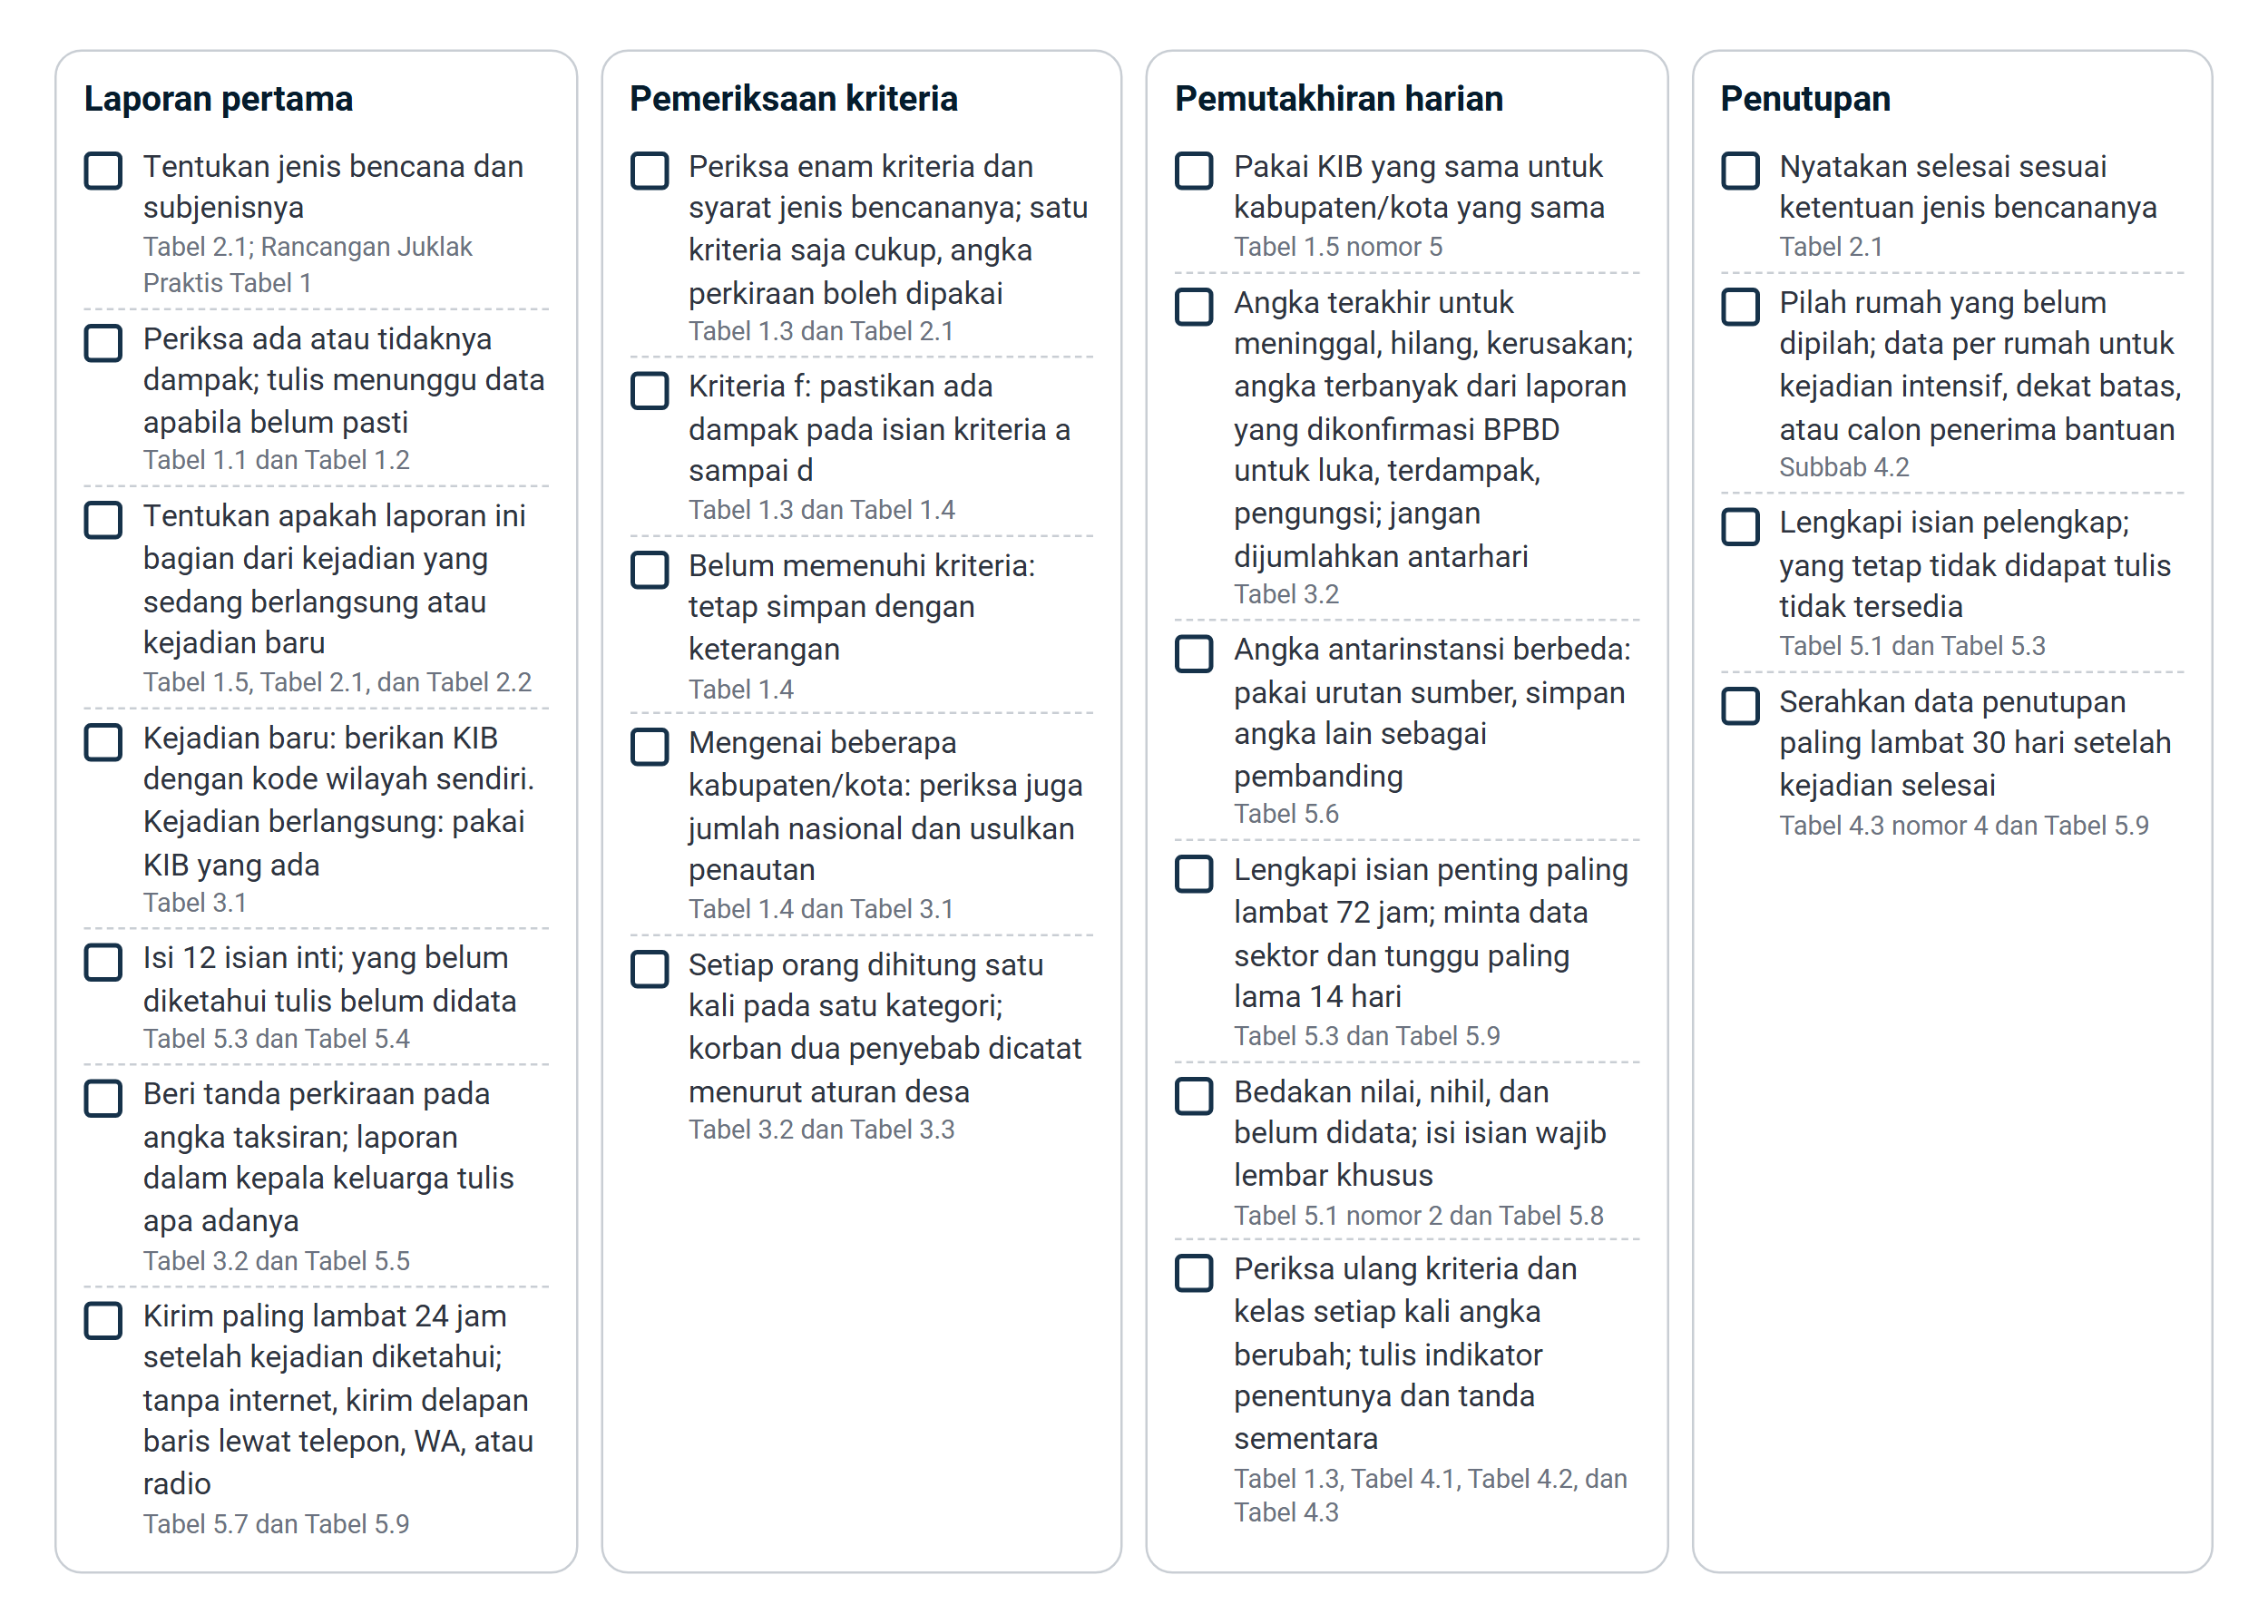 Laporan pertama
Tentukan jenis bencana dan
subjenisnya
Tabel 2.1; Rancangan Juklak
Praktis Tabel 1
Periksa ada atau tidaknya
dampak; tulis menunggu data
apabila belum pasti
Tabel 1.1 dan Tabel 1.2
Tentukan apakah laporan ini
bagian dari kejadian yang
sedang berlangsung atau
kejadian baru
Tabel 1.5, Tabel 2.1, dan Tabel 2.2
Kejadian baru: berikan KIB
dengan kode wilayah sendiri.
Kejadian berlangsung: pakai
KIB yang ada
Tabel 3.1
Isi 12 isian inti; yang belum
diketahui tulis belum didata
Tabel 5.3 dan Tabel 5.4
Beri tanda perkiraan pada
angka taksiran; laporan
dalam kepala keluarga tulis
apa adanya
Tabel 3.2 dan Tabel 5.5
Kirim paling lambat 24 jam
setelah kejadian diketahui;
tanpa internet, kirim delapan
baris lewat telepon, WA, atau
radio
Tabel 5.7 dan Tabel 5.9
Pemeriksaan kriteria
Periksa enam kriteria dan
syarat jenis bencananya; satu
kriteria saja cukup, angka
perkiraan boleh dipakai
Tabel 1.3 dan Tabel 2.1
Kriteria f: pastikan ada
dampak pada isian kriteria a
sampai d
Tabel 1.3 dan Tabel 1.4
Belum memenuhi kriteria:
tetap simpan dengan
keterangan
Tabel 1.4
Mengenai beberapa
kabupaten/kota: periksa juga
jumlah nasional dan usulkan
penautan
Tabel 1.4 dan Tabel 3.1
Setiap orang dihitung satu
kali pada satu kategori;
korban dua penyebab dicatat
menurut aturan desa
Tabel 3.2 dan Tabel 3.3
Pemutakhiran harian
Pakai KIB yang sama untuk
kabupaten/kota yang sama
Tabel 1.5 nomor 5
Angka terakhir untuk
meninggal, hilang, kerusakan;
angka terbanyak dari laporan
yang dikonfirmasi BPBD
untuk luka, terdampak,
pengungsi; jangan
dijumlahkan antarhari
Tabel 3.2
Angka antarinstansi berbeda:
pakai urutan sumber, simpan
angka lain sebagai
pembanding
Tabel 5.6
Lengkapi isian penting paling
lambat 72 jam; minta data
sektor dan tunggu paling
lama 14 hari
Tabel 5.3 dan Tabel 5.9
Bedakan nilai, nihil, dan
belum didata; isi isian wajib
lembar khusus
Tabel 5.1 nomor 2 dan Tabel 5.8
Periksa ulang kriteria dan
kelas setiap kali angka
berubah; tulis indikator
penentunya dan tanda
sementara
Tabel 1.3, Tabel 4.1, Tabel 4.2, dan
Tabel 4.3
Penutupan
Nyatakan selesai sesuai
ketentuan jenis bencananya
Tabel 2.1
Pilah rumah yang belum
dipilah; data per rumah untuk
kejadian intensif, dekat batas,
atau calon penerima bantuan
Subbab 4.2
Lengkapi isian pelengkap;
yang tetap tidak didapat tulis
tidak tersedia
Tabel 5.1 dan Tabel 5.3
Serahkan data penutupan
paling lambat 30 hari setelah
kejadian selesai
Tabel 4.3 nomor 4 dan Tabel 5.9